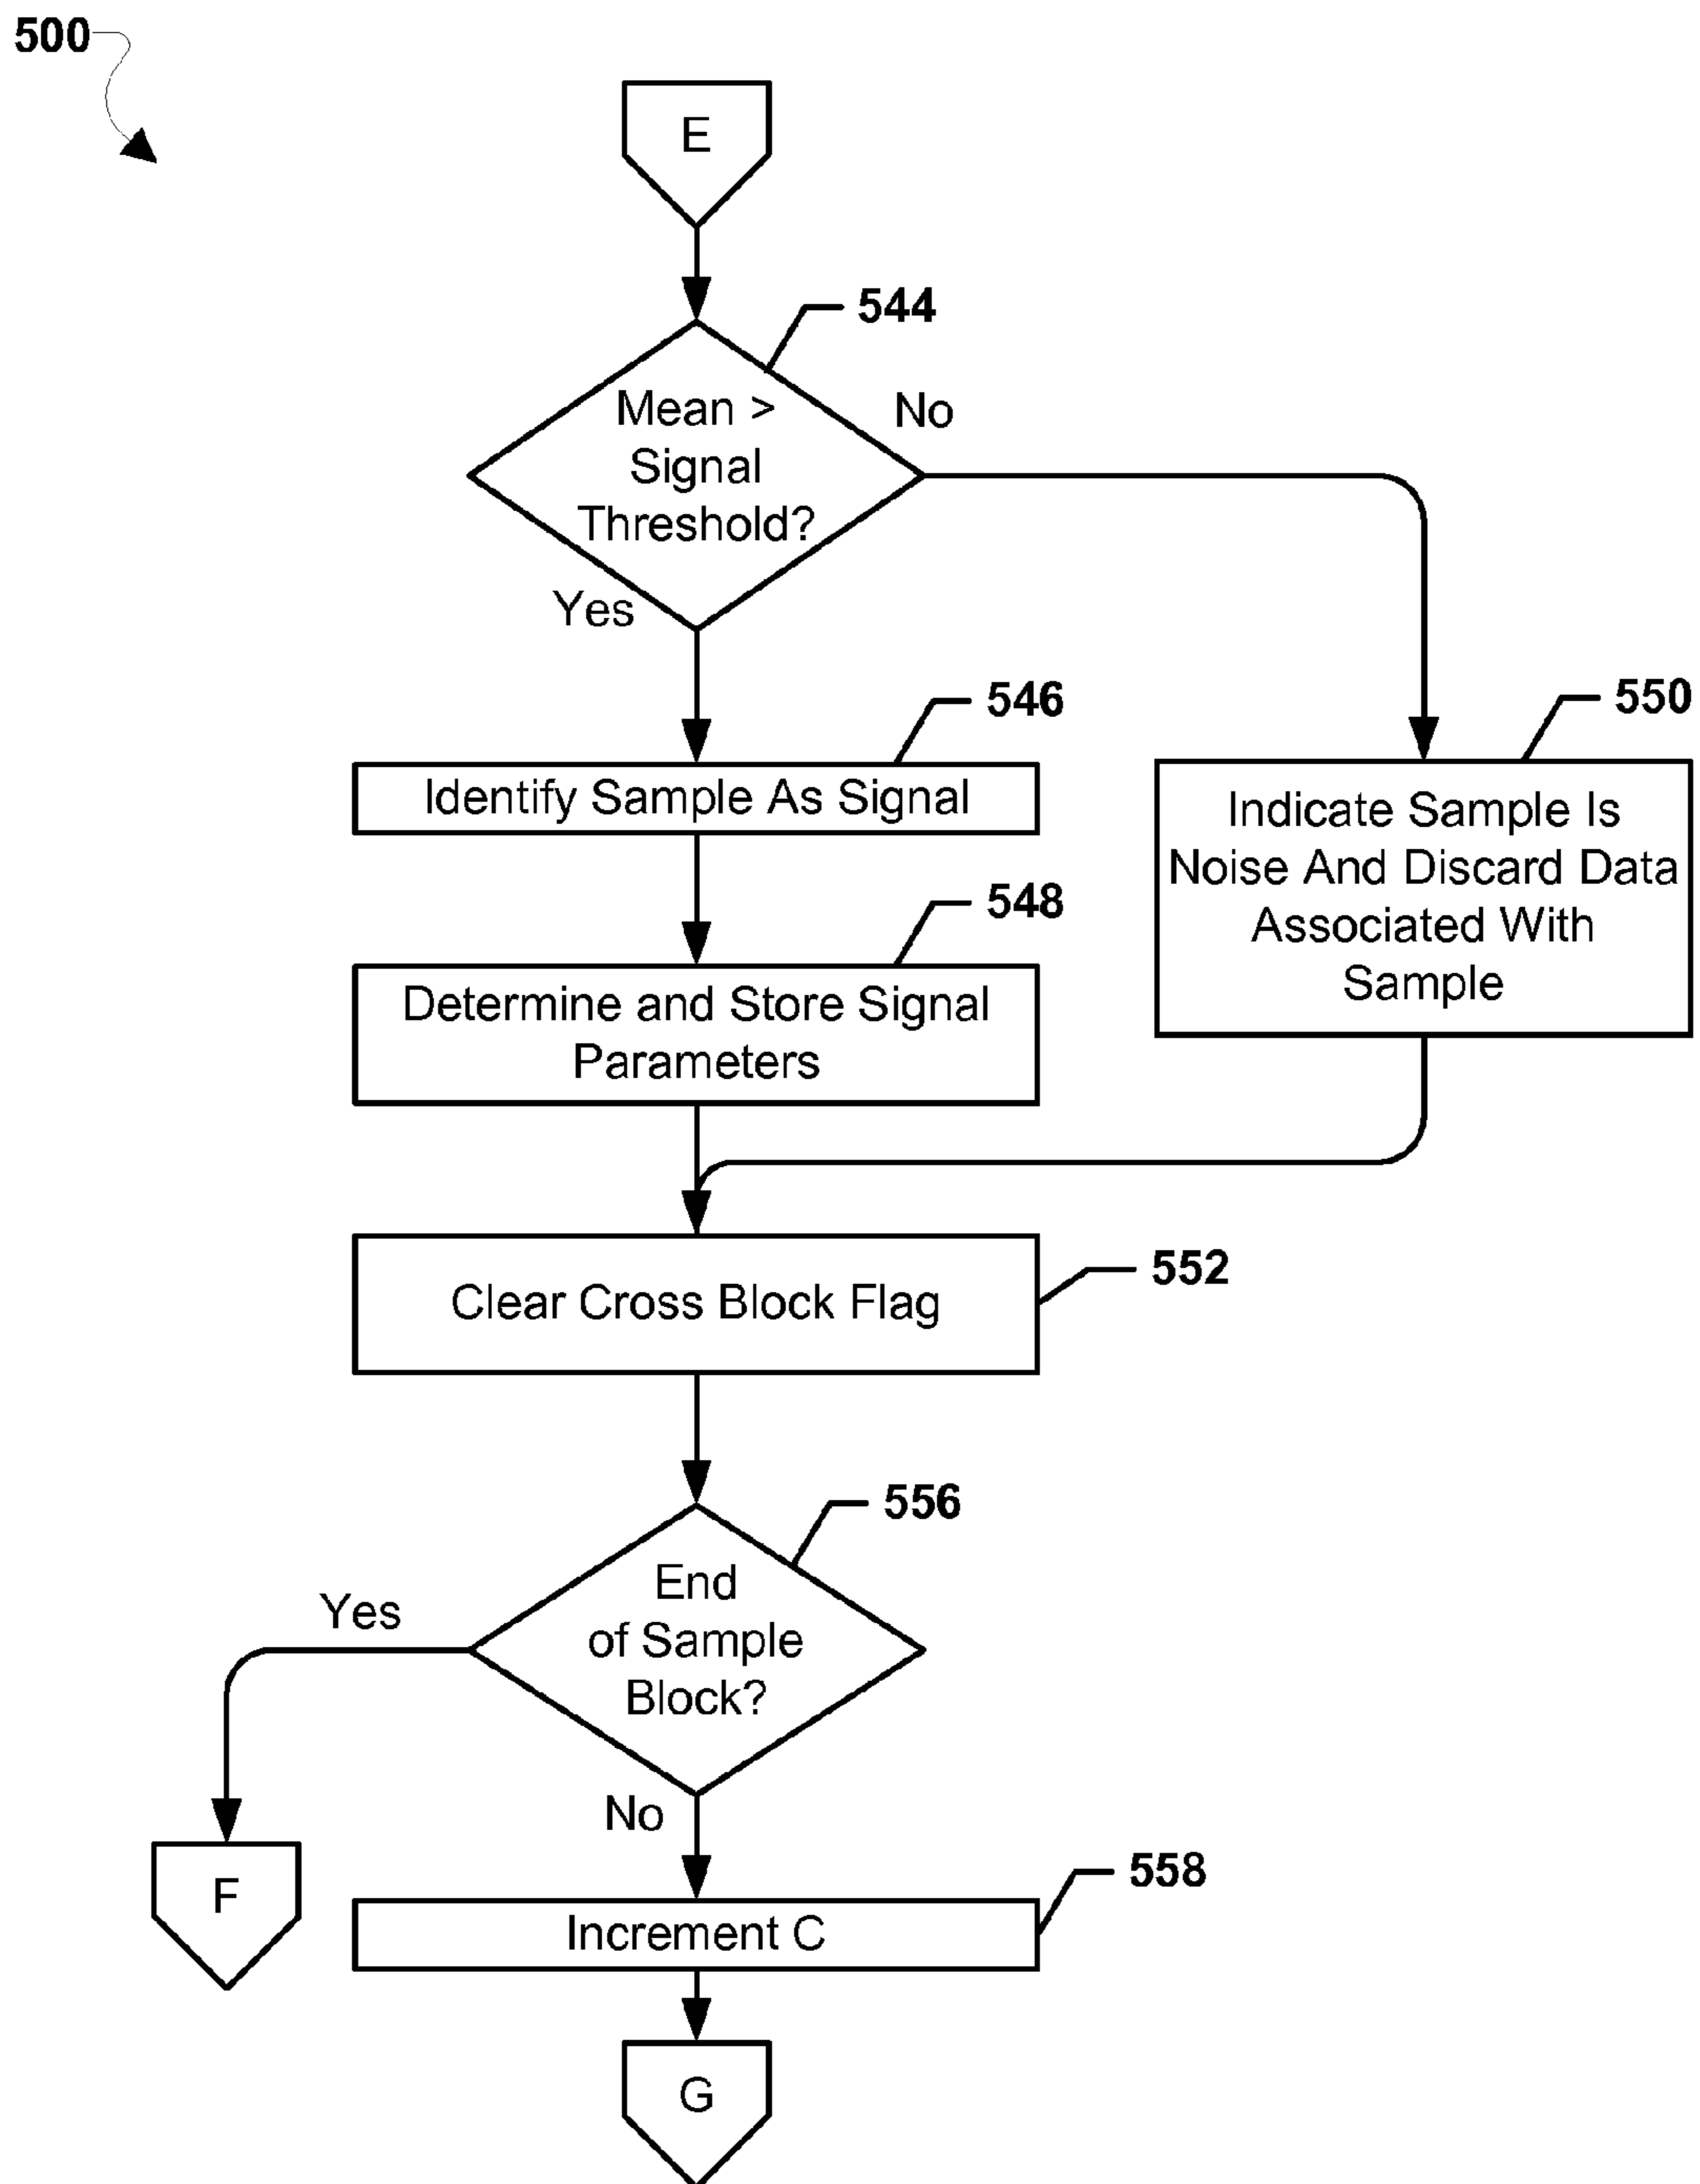 500
E
544
Mean >
Signal
Threshold?
No
Yes
546
Identify Sample As Signal
550
Indicate Sample Is
Noise And Discard Data
Associated With
Sample
548
Determine and Store Signal
Parameters
552
Clear Cross Block Flag
556
End
of Sample
Block?
Yes
No
F
558
Increment C
G